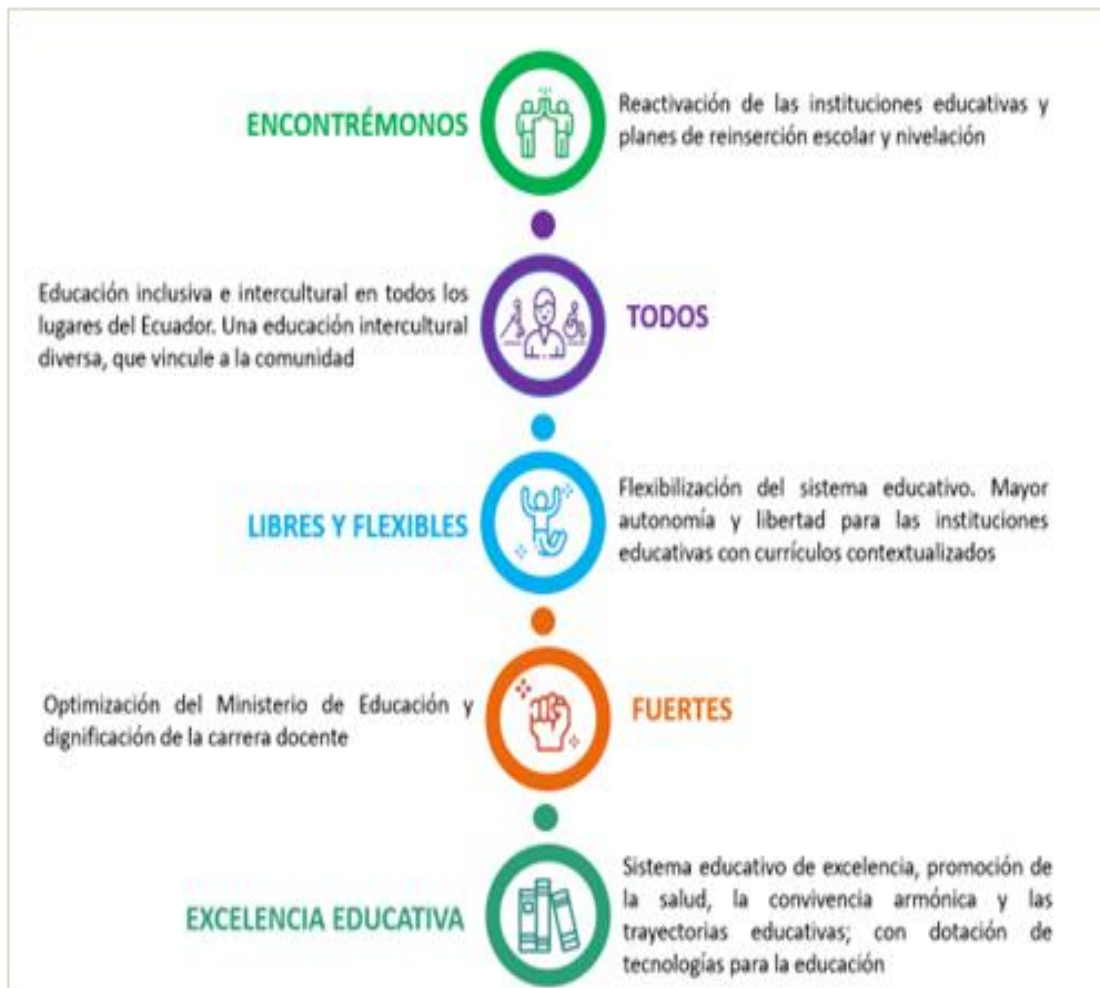 ENCONTRÉMONOS
Reactivación de las instituciones educativas y
planes de reinserción escolar y nivelación
Educación inclusiva e intercultural en todos los
lugares del Ecuador. Una educación intercultural
diversa, que vincule a la comunidad
TODOS
LIBRES Y FLEXIBLES
Flexibilización del sistema educativo. Mayor
autonomía y libertad para las instituciones
educativas con currículos contextualizados
Optimización del Ministerio de Educación y
dignificación de la carrera docente
FUERTES
EXCELENCIA EDUCATIVA
Sistema educativo de excelencia, promoción de
la salud, la convivencia armónica y las
trayectorias educativas; con dotación de
tecnologías para la educación